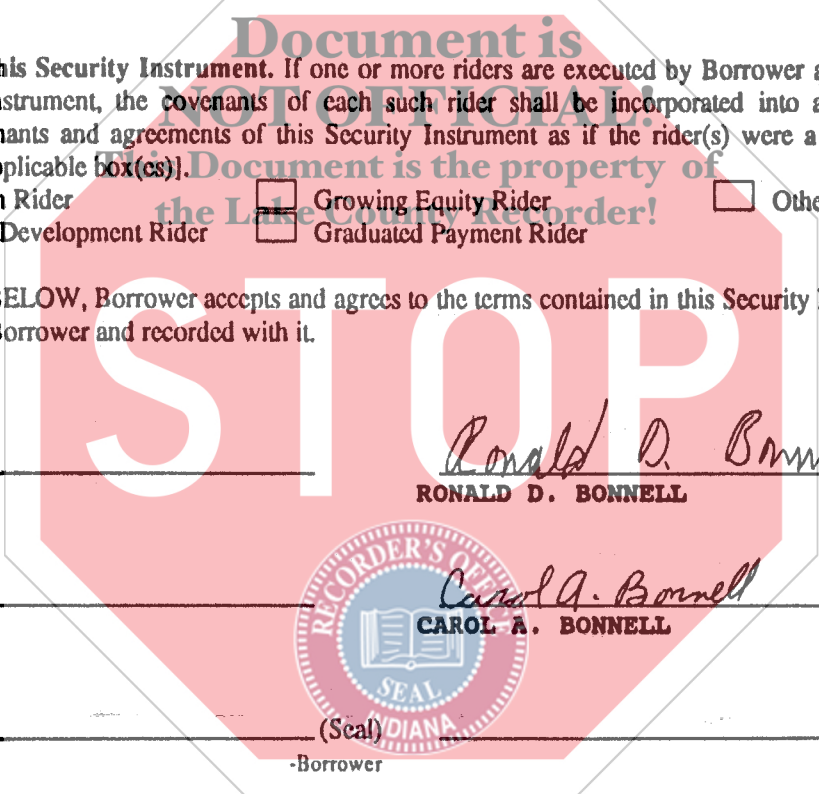 Document is
his Security Instrument. If one or more riders are executed by Borrower a
NOT OFFICIAL!
nstrument, the covenants of each such rider shall be incorporated into a
nants and agreements of this Security Instrument as if the rider(s) were a
This Document is the property of
pplicable box(es)].
n Rider Growing Equity Rider Othe
the Lake County Recorder!
Development Rider Graduated Payment Rider
BELOW, Borrower accepts and agrees to the terms contained in this Security
Borrower and recorded with it.
STOP
Ronald D. Bonn
RONALD D. BONNELL
RECORDER'S OFFICE
Carol A. Bonnell
CAROL A. BONNELL
SEAL
INDIANA
(Seal)
-Borrower